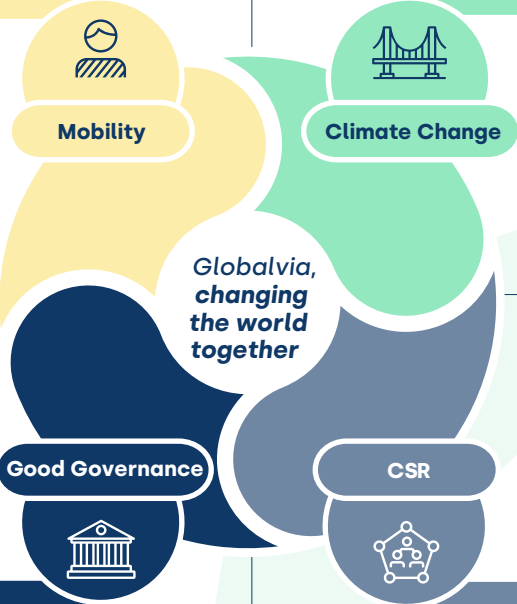 Mobility
Climate Change
Globalvia,
changing
the world
together
Good Governance
CSR